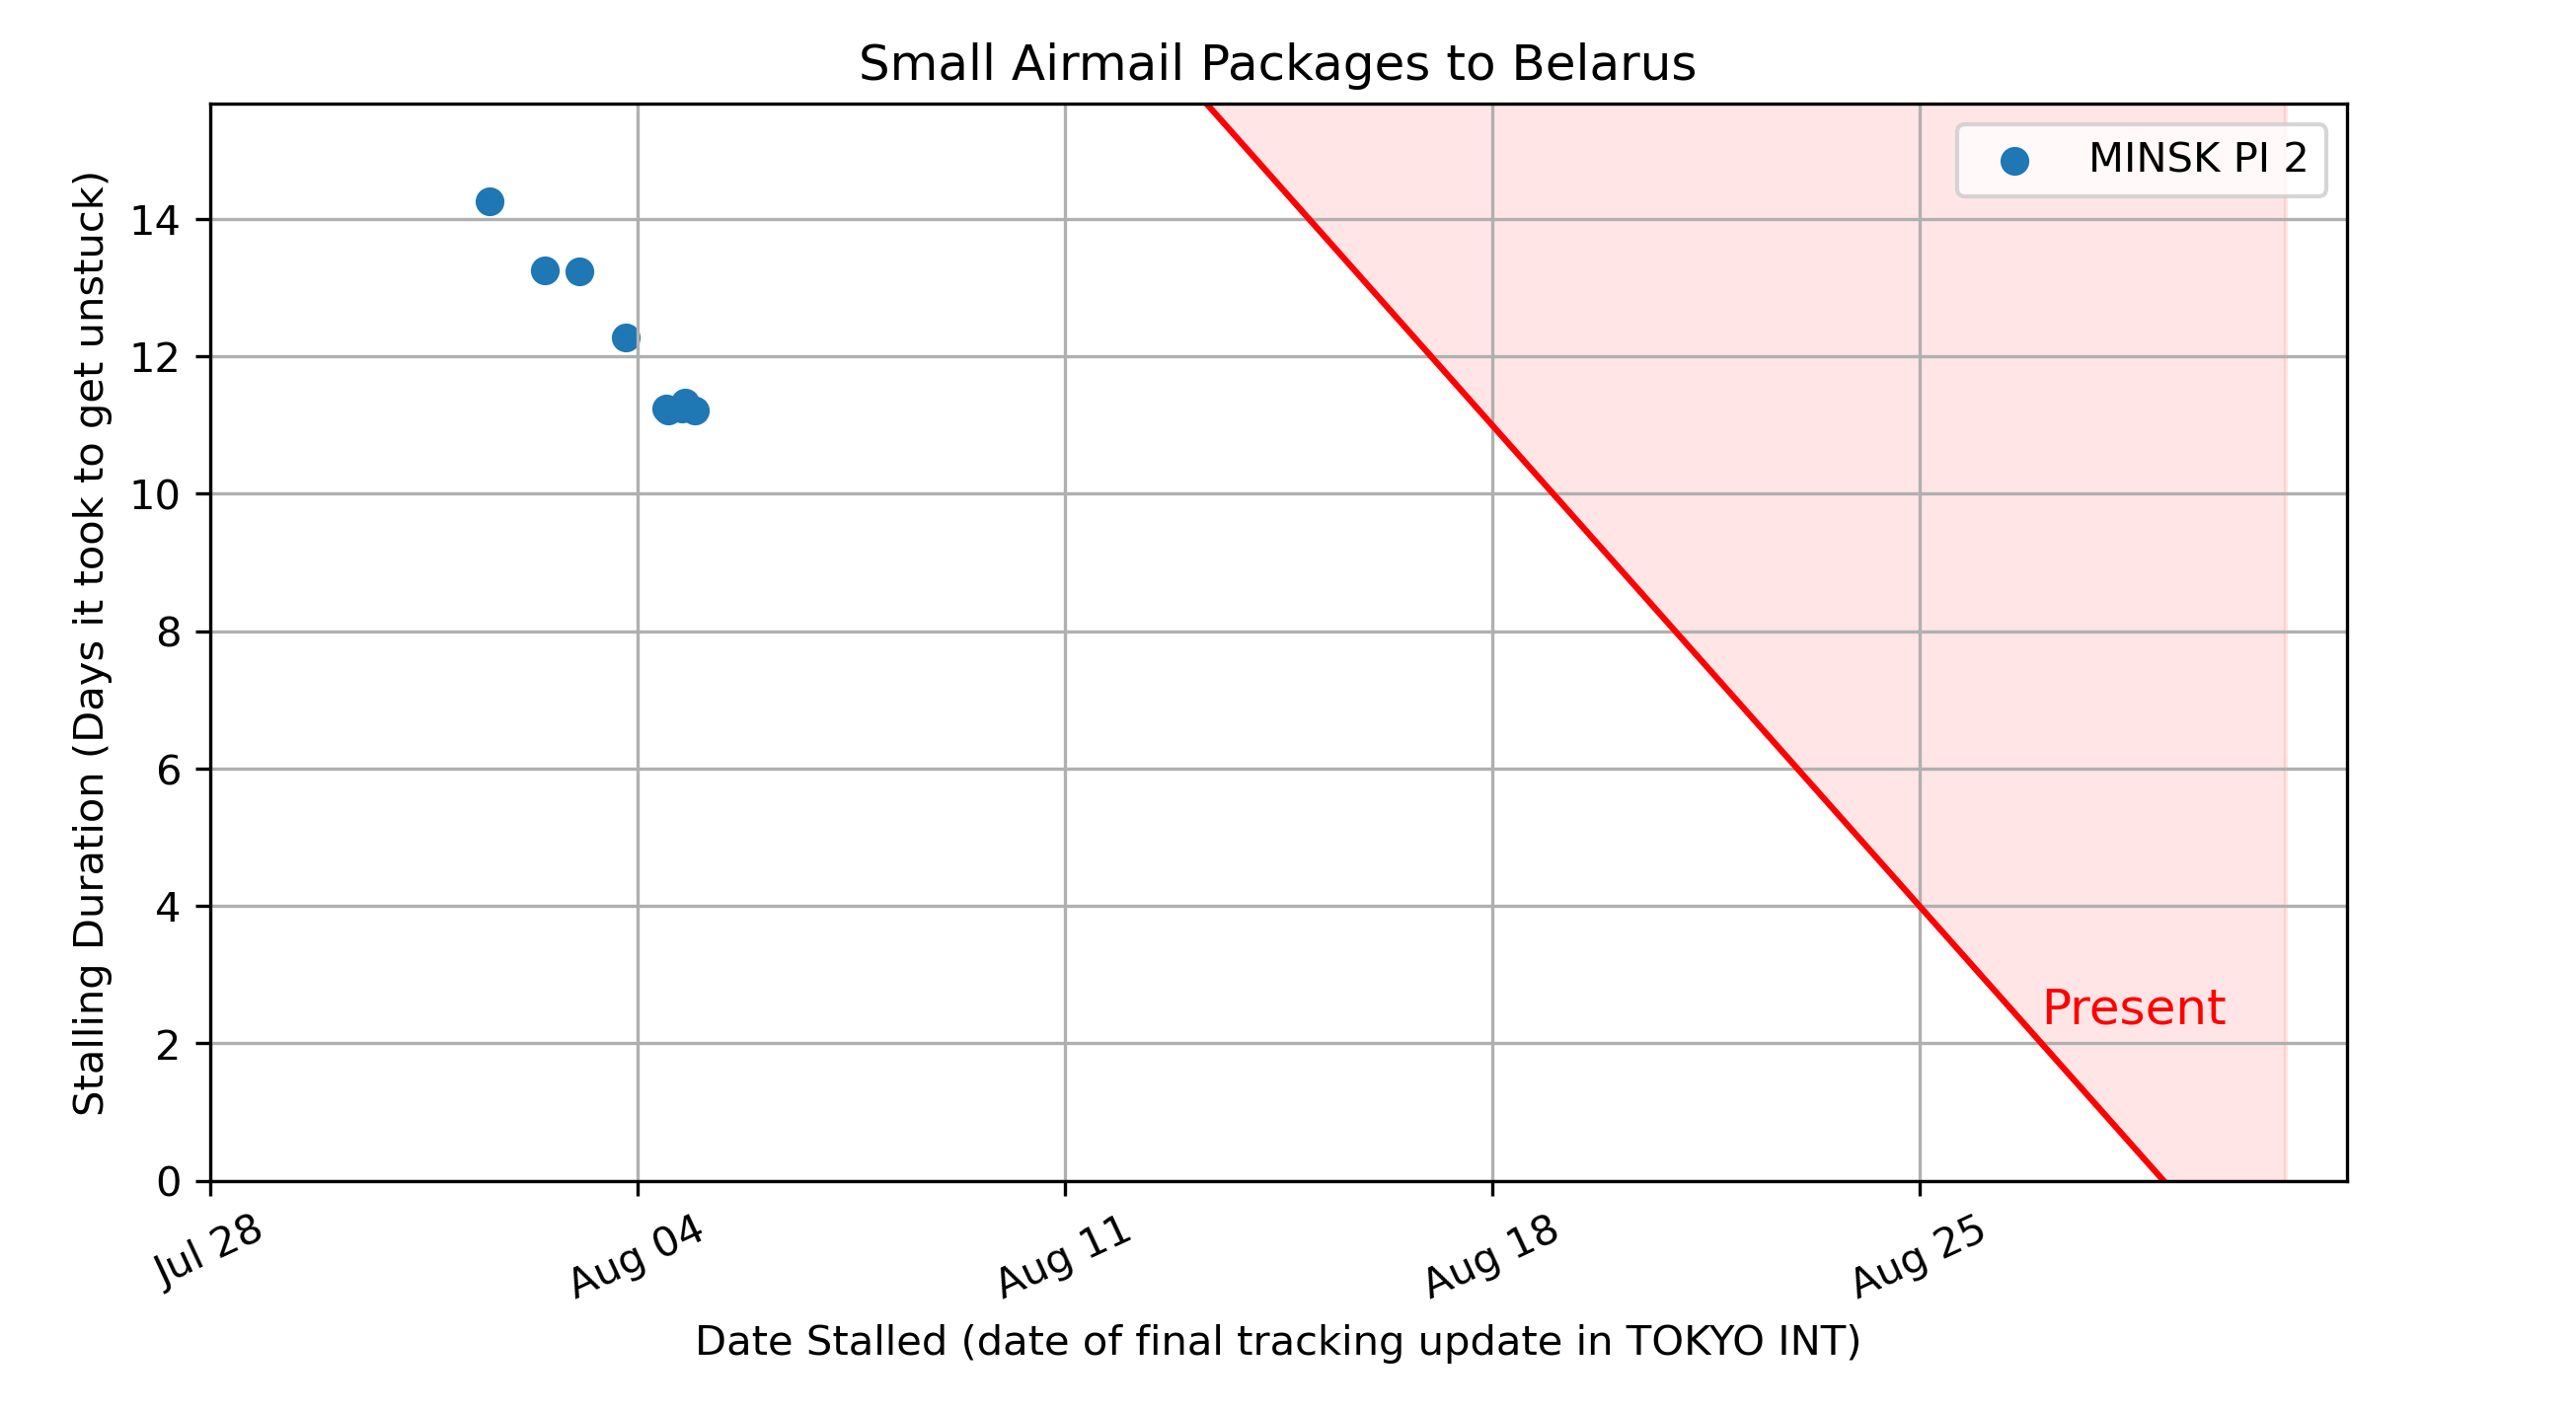 Small Airmail Packages to Belarus
MINSK PI 2
Stalling Duration (Days it took to get unstuck)
14
12
10
8
6
4
2
0
Present
Jul 28
Aug 04
Aug 11
Aug 18
Aug 25
Date Stalled (date of final tracking update in TOKYO INT)